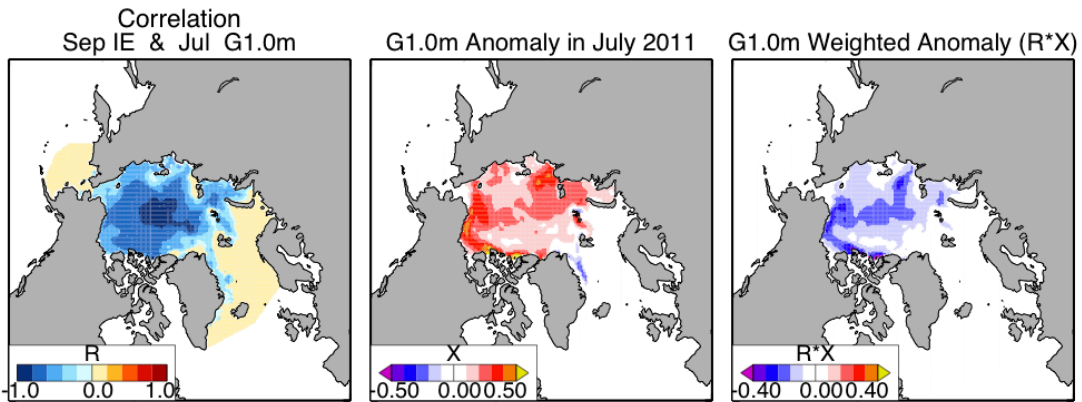 Correlation
Sep IE & Jul G1.0m
G1.0m Anomaly in July 2011
G1.0m Weighted Anomaly (R*X)
R
-1.0 0.0 1.0
X
-0.50 0.00 0.50
R*X
-0.40 0.00 0.40